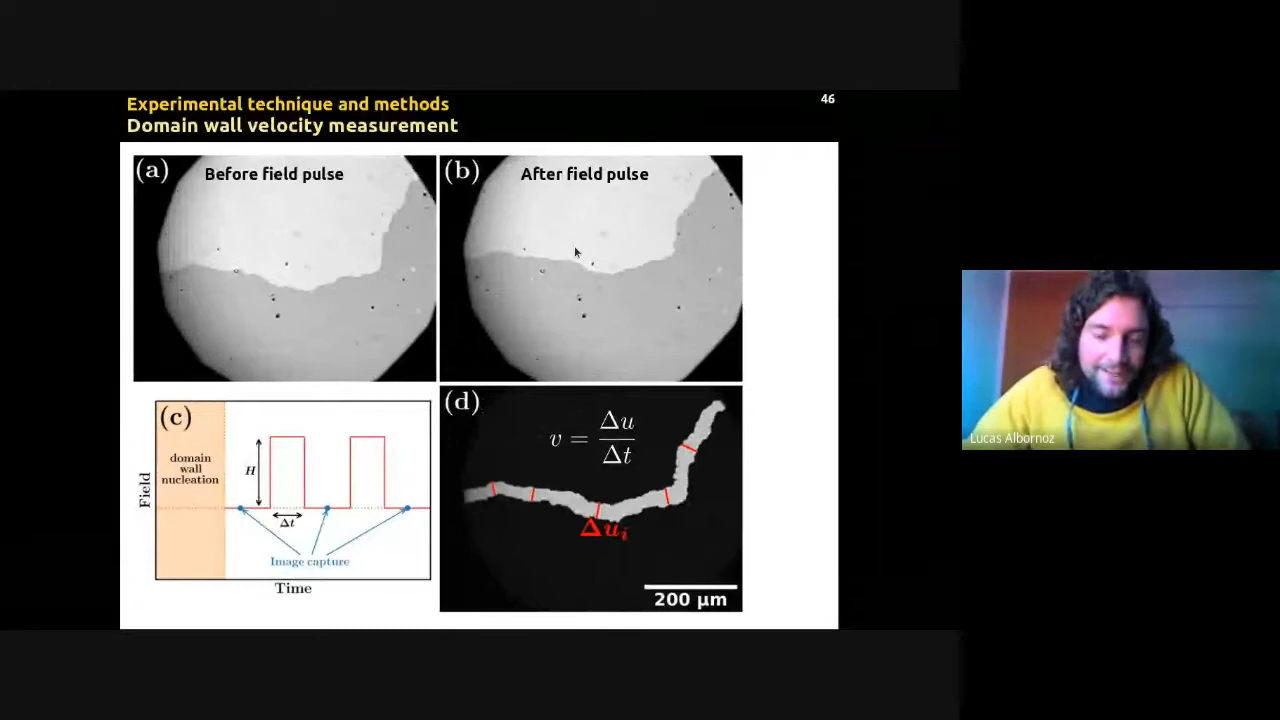 Experimental technique and methods
46
Domain wall velocity measurement
(a)
Before field pulse
(b)
After field pulse
(c)
domain
wall
nucleation
H
Δt
Field
Image capture
Time
(d)
v = Δu/Δt
Δuᵢ
200 μm
Lucas Albornoz